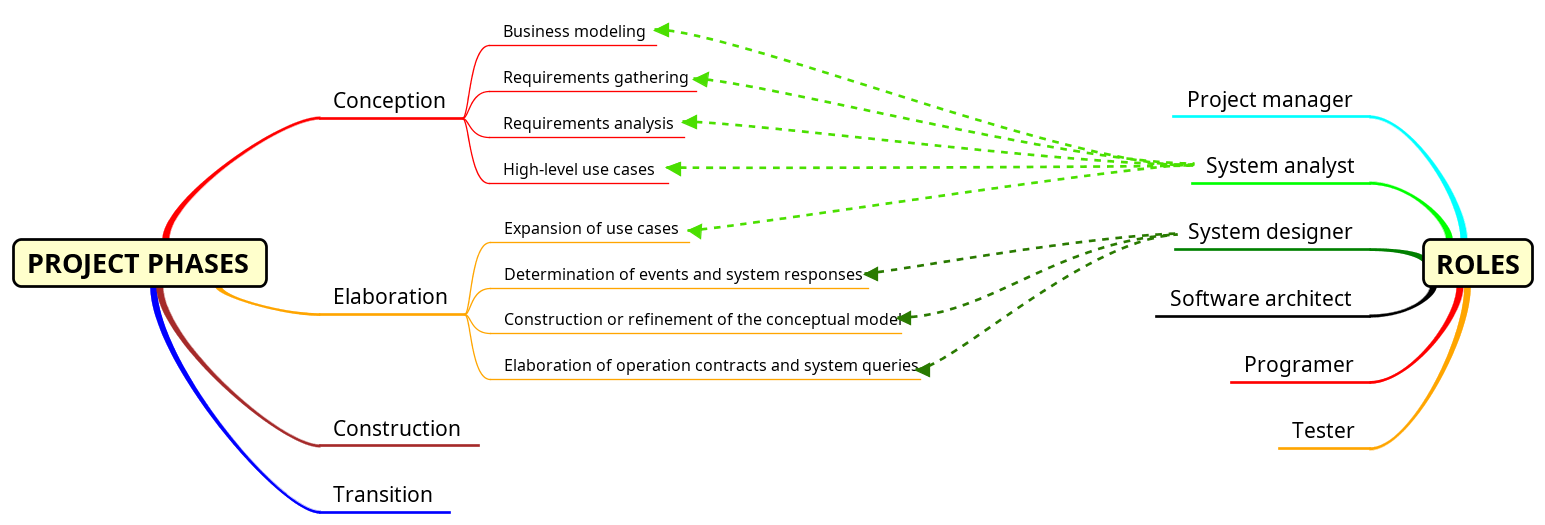 PROJECT PHASES
Conception
Business modeling
Requirements gathering
Requirements analysis
High-level use cases
Elaboration
Expansion of use cases
Determination of events and system responses
Construction or refinement of the conceptual model
Elaboration of operation contracts and system queries
Construction
Transition
ROLES
Project manager
System analyst
System designer
Software architect
Programer
Tester